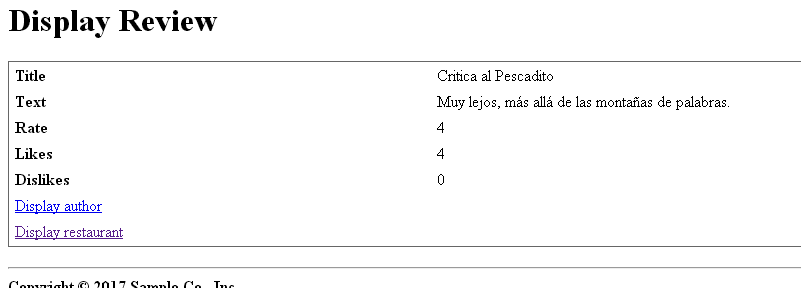 Display Review
Title Critica al Pescadito
Text Muy lejos, más allá de las montañas de palabras.
Rate 4
Likes 4
Dislikes 0
Display author
Display restaurant
Copyright © 2017 Sample Co., Inc.